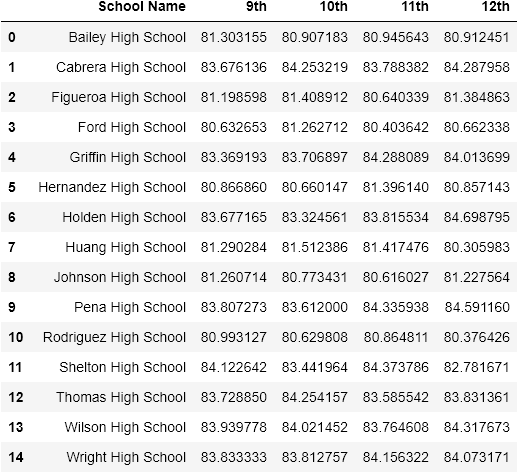 School Name 9th 10th 11th 12th
0 Bailey High School 81.303155 80.907183 80.945643 80.912451
1 Cabrera High School 83.676136 84.253219 83.788382 84.287958
2 Figueroa High School 81.198598 81.408912 80.640339 81.384863
3 Ford High School 80.632653 81.262712 80.403642 80.662338
4 Griffin High School 83.369193 83.706897 84.288089 84.013699
5 Hernandez High School 80.866860 80.660147 81.396140 80.857143
6 Holden High School 83.677165 83.324561 83.815534 84.698795
7 Huang High School 81.290284 81.512386 81.417476 80.305983
8 Johnson High School 81.260714 80.773431 80.616027 81.227564
9 Pena High School 83.807273 83.612000 84.335938 84.591160
10 Rodriguez High School 80.993127 80.629808 80.864811 80.376426
11 Shelton High School 84.122642 83.441964 84.373786 82.781671
12 Thomas High School 83.728850 84.254157 83.585542 83.831361
13 Wilson High School 83.939778 84.021452 83.764608 84.317673
14 Wright High School 83.833333 83.812757 84.156322 84.073171